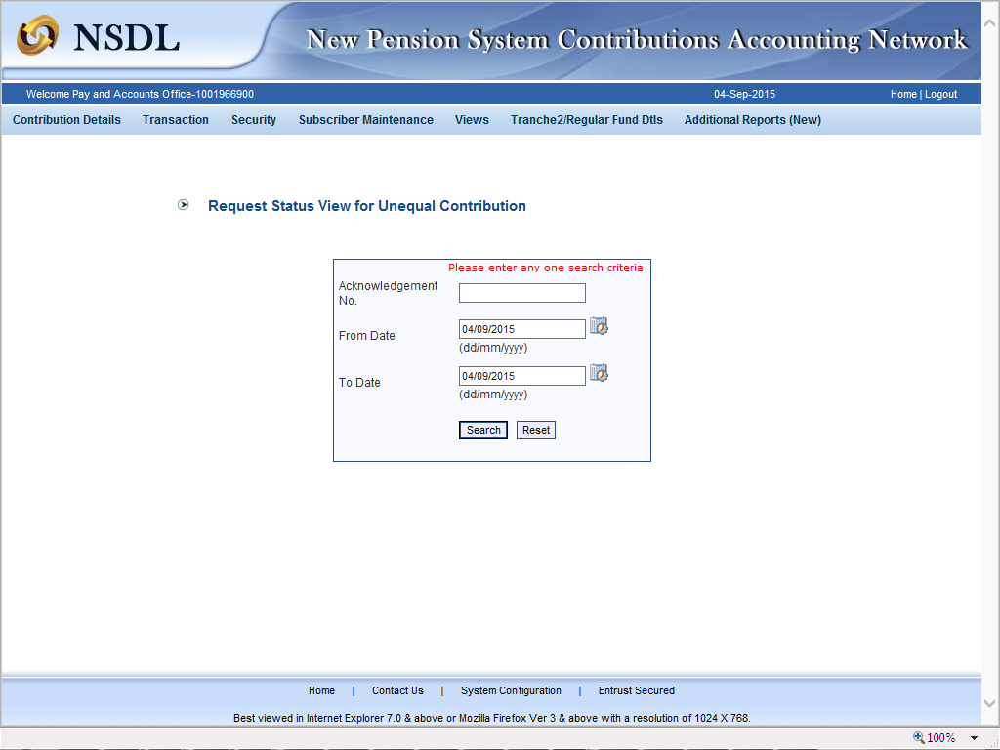 NSDL
New Pension System Contributions Accounting Network
Welcome Pay and Accounts Office-1001966900 04-Sep-2015 Home | Logout
Contribution Details Transaction Security Subscriber Maintenance Views Tranche2/Regular Fund Dtls Additional Reports (New)
Request Status View for Unequal Contribution
Please enter any one search criteria
Acknowledgement
No.
From Date 04/09/2015
(dd/mm/yyyy)
To Date 04/09/2015
(dd/mm/yyyy)
Search Reset
Home | Contact Us | System Configuration | Entrust Secured
Best viewed in Internet Explorer 7.0 & above or Mozilla Firefox Ver 3 & above with a resolution of 1024 X 768.
100%